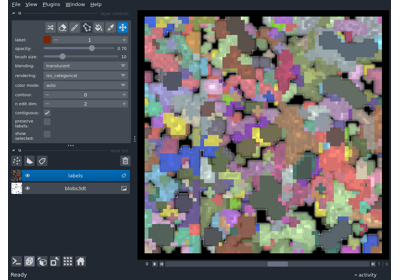 File View Plugins Window Help
label: 1
opacity: 0.70
brush size: 10
blending: translucent
rendering: iso_categorical
color mode: auto
contour: 0
n edit dim: 2
contiguous:
preserve
labels:
show
selected:
labels
blobs3dt
Ready
activity